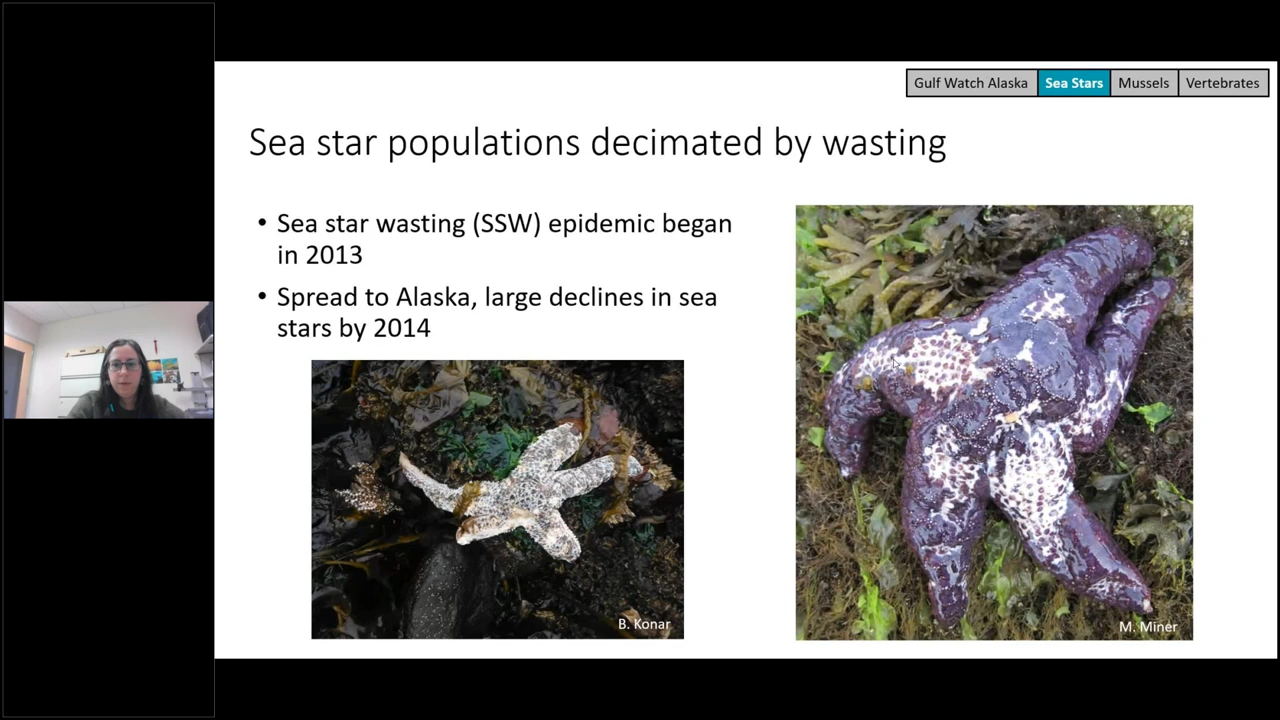 Gulf Watch Alaska
Sea Stars
Mussels
Vertebrates
Sea star populations decimated by wasting
• Sea star wasting (SSW) epidemic began
in 2013
• Spread to Alaska, large declines in sea
stars by 2014
B. Konar
M. Miner